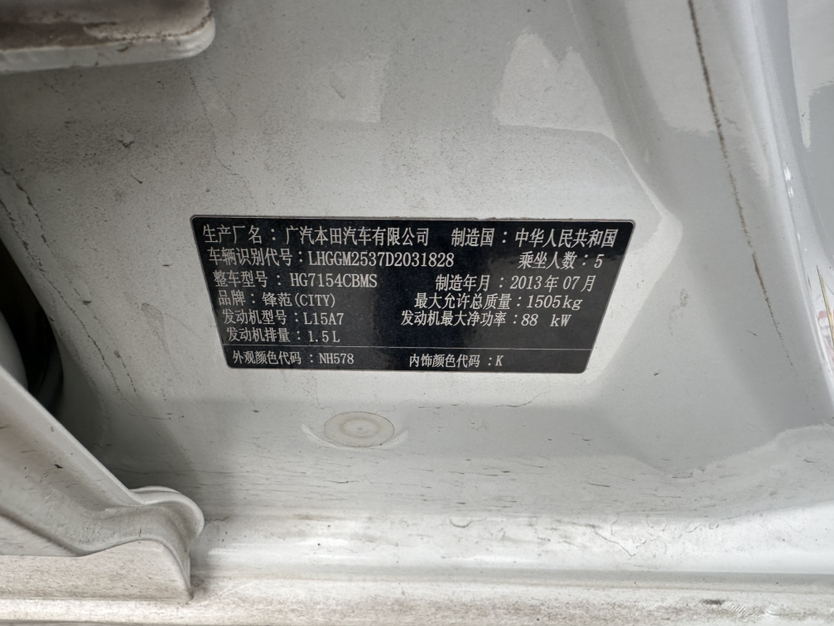 生产厂名：广汽本田汽车有限公司 制造国：中华人民共和国
车辆识别代号：LHGGM2537D2031828 乘坐人数：5
整车型号：HG7154CBMS 制造年月：2013年07月
品牌：锋范(CITY) 最大允许总质量：1505kg
发动机型号：L15A7 发动机最大净功率：88 kW
发动机排量：1.5L
外观颜色代码：NH578 内饰颜色代码：K